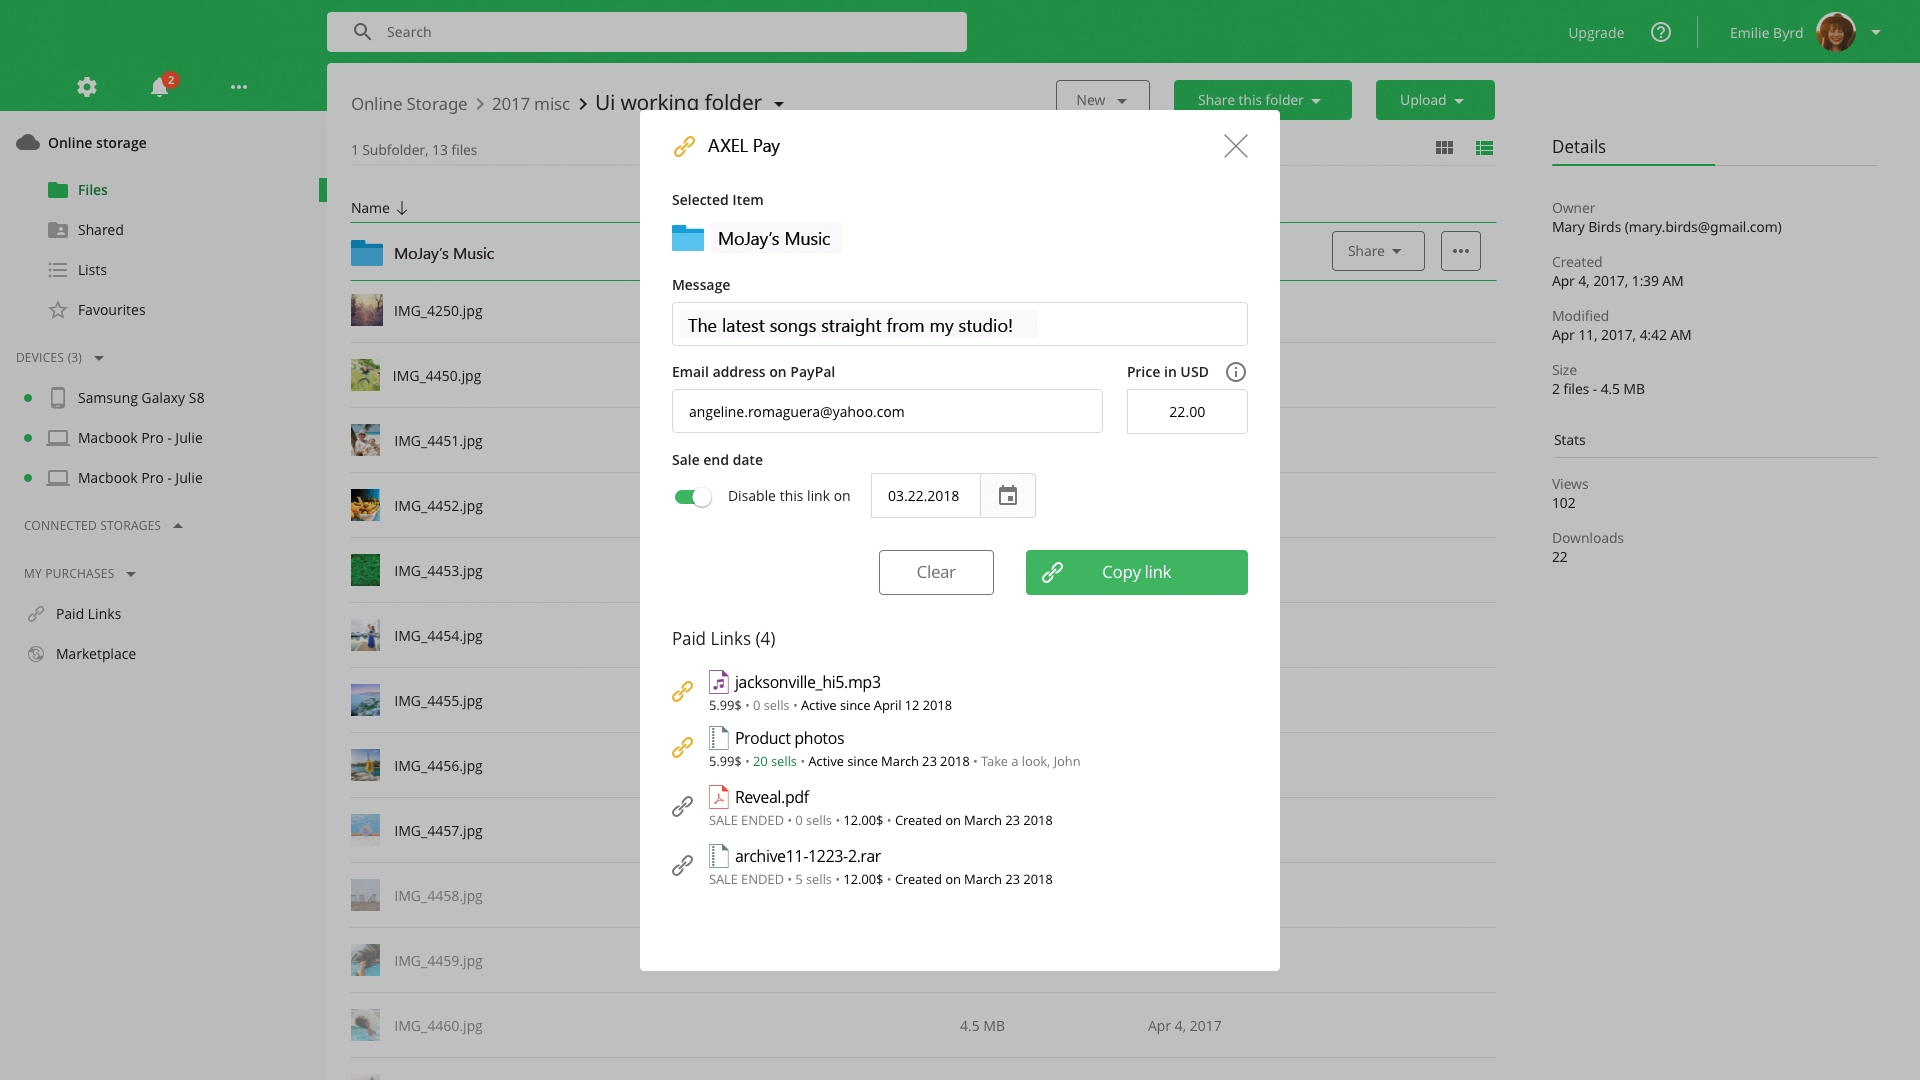 Search
Upgrade
Emilie Byrd
2
Online Storage > 2017 misc > Ui working folder
New
Share this folder
Upload
1 Subfolder, 13 files
Online storage
Files
Shared
Lists
Favourites
DEVICES (3)
Samsung Galaxy S8
Macbook Pro - Julie
Macbook Pro - Julie
CONNECTED STORAGES
MY PURCHASES
Paid Links
Marketplace
Name
MoJay's Music
Share
IMG_4250.jpg
IMG_4450.jpg
IMG_4451.jpg
IMG_4452.jpg
IMG_4453.jpg
IMG_4454.jpg
IMG_4455.jpg
IMG_4456.jpg
IMG_4457.jpg
IMG_4458.jpg
IMG_4459.jpg
IMG_4460.jpg 4.5 MB Apr 4, 2017
AXEL Pay
Selected Item
MoJay's Music
Message
The latest songs straight from my studio!
Email address on PayPal
Price in USD
angeline.romaguera@yahoo.com
22.00
Sale end date
Disable this link on
03.22.2018
Clear
Copy link
Paid Links (4)
jacksonville_hi5.mp3
5.99$ • 0 sells • Active since April 12 2018
Product photos
5.99$ • 20 sells • Active since March 23 2018 • Take a look, John
Reveal.pdf
SALE ENDED • 0 sells • 12.00$ • Created on March 23 2018
archive11-1223-2.rar
SALE ENDED • 5 sells • 12.00$ • Created on March 23 2018
Details
Owner
Mary Birds (mary.birds@gmail.com)
Created
Apr 4, 2017, 1:39 AM
Modified
Apr 11, 2017, 4:42 AM
Size
2 files - 4.5 MB
Stats
Views
102
Downloads
22